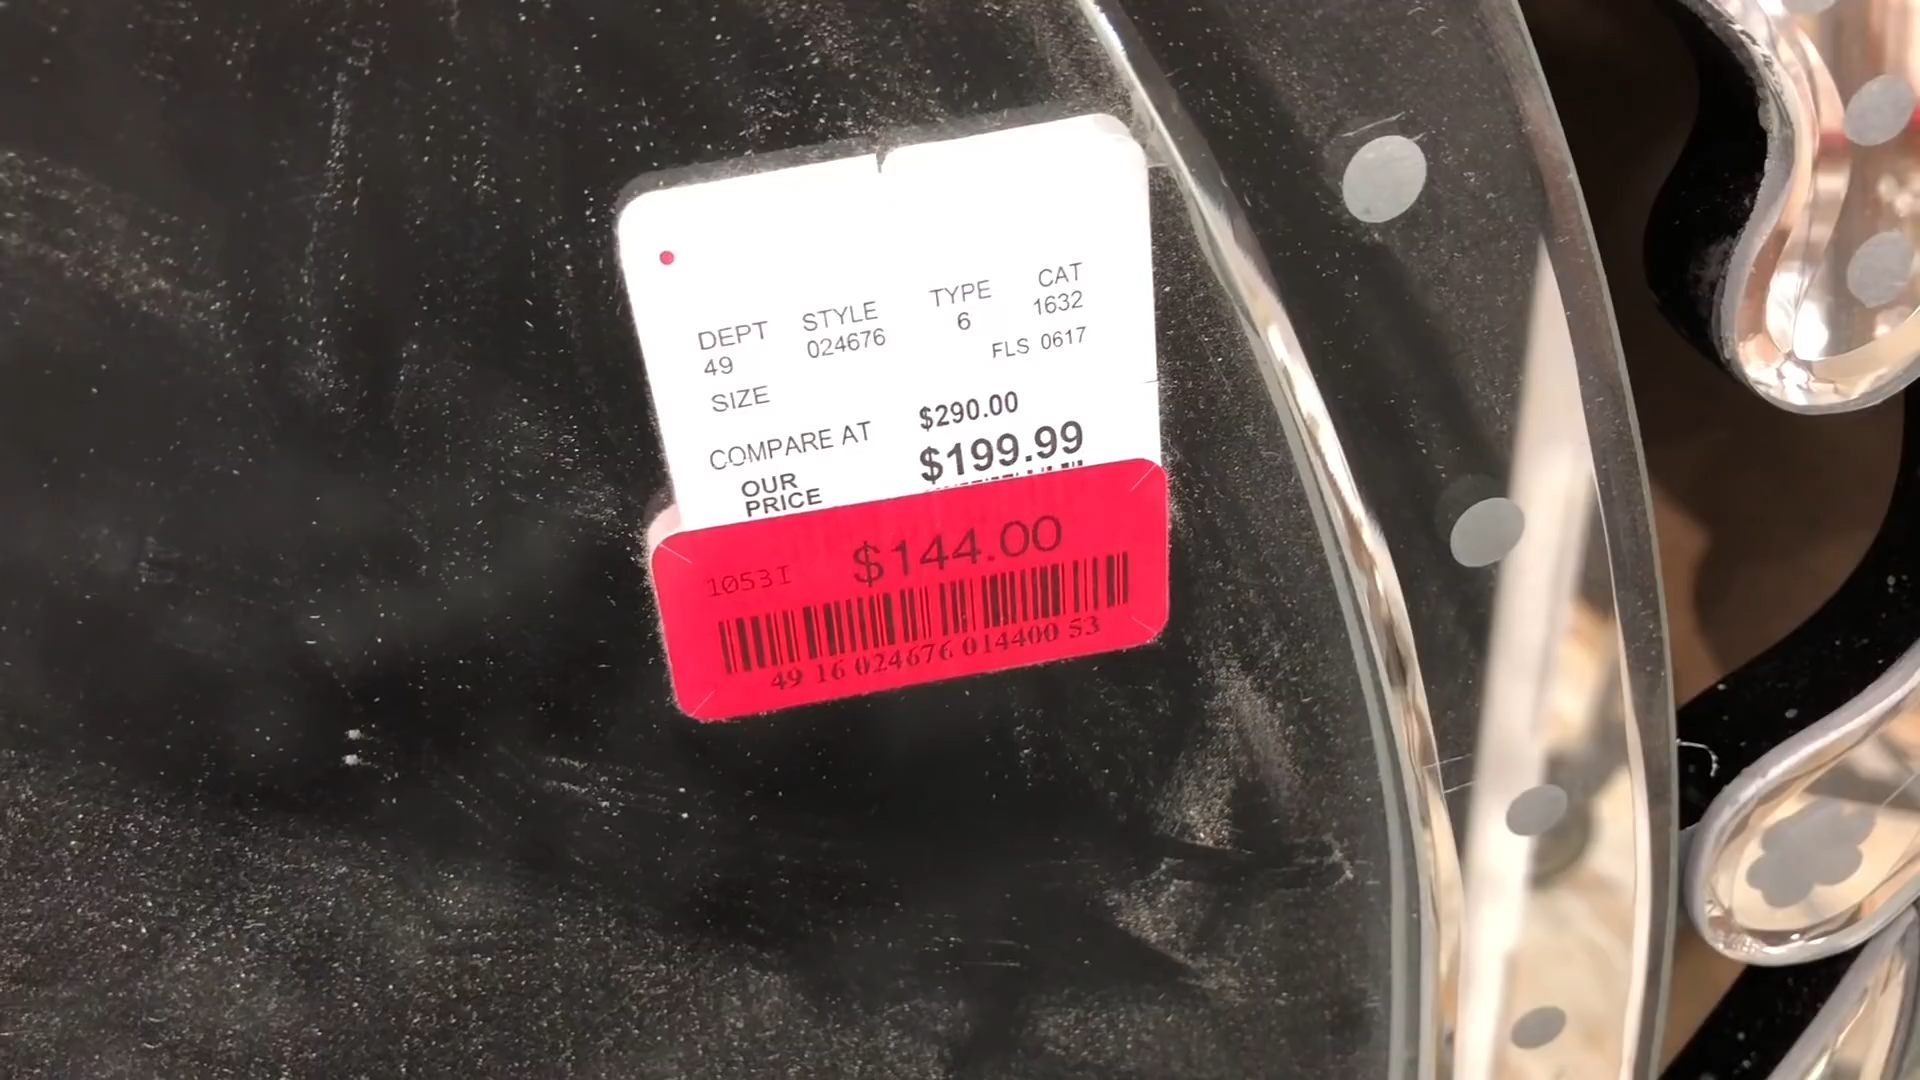 DEPT STYLE TYPE CAT
49 024676 6 1632
FLS 0617
SIZE
COMPARE AT $290.00
OUR PRICE $199.99
1053I $144.00
49 16 024676 014400 53